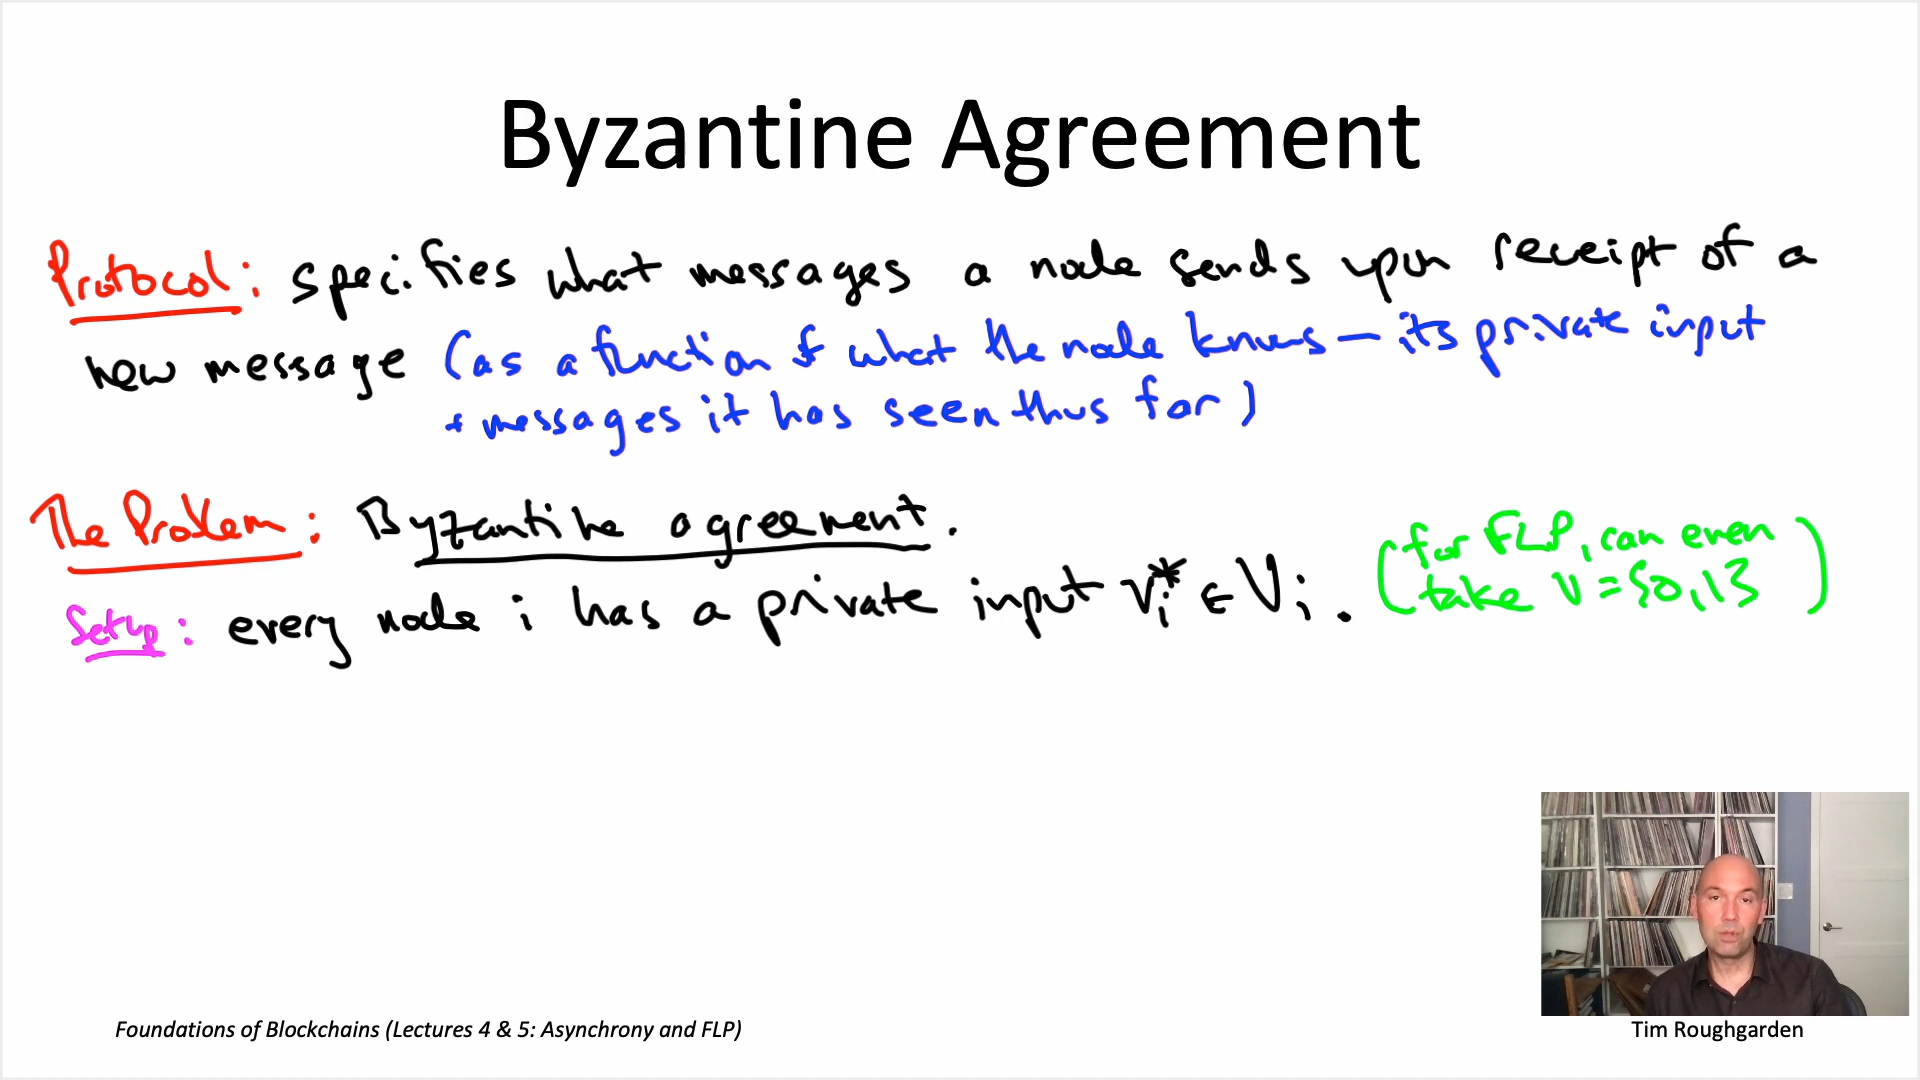 Byzantine Agreement
Protocol: specifies what messages a node sends upon receipt of a
new message (as a function of what the node knows — its private input
+ messages it has seen thus far)
The Problem: Byzantine agreement.
(for FLP, can even
take V = {0,1})
Setup: every node i has a private input vi* ∈ Vi.
Foundations of Blockchains (Lectures 4 & 5: Asynchrony and FLP)
Tim Roughgarden